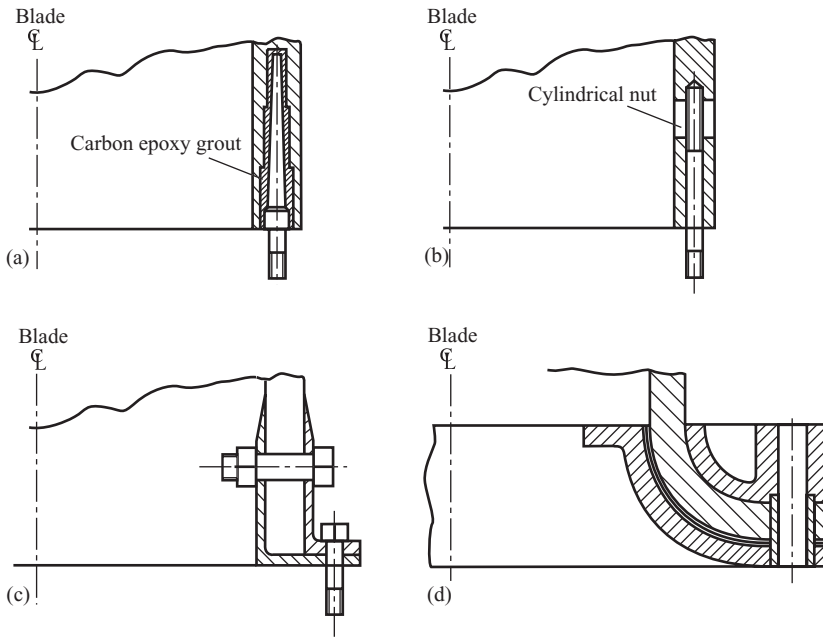 Blade
℄
Carbon epoxy grout
(a)
Blade
℄
Cylindrical nut
(b)
Blade
℄
(c)
Blade
℄
(d)